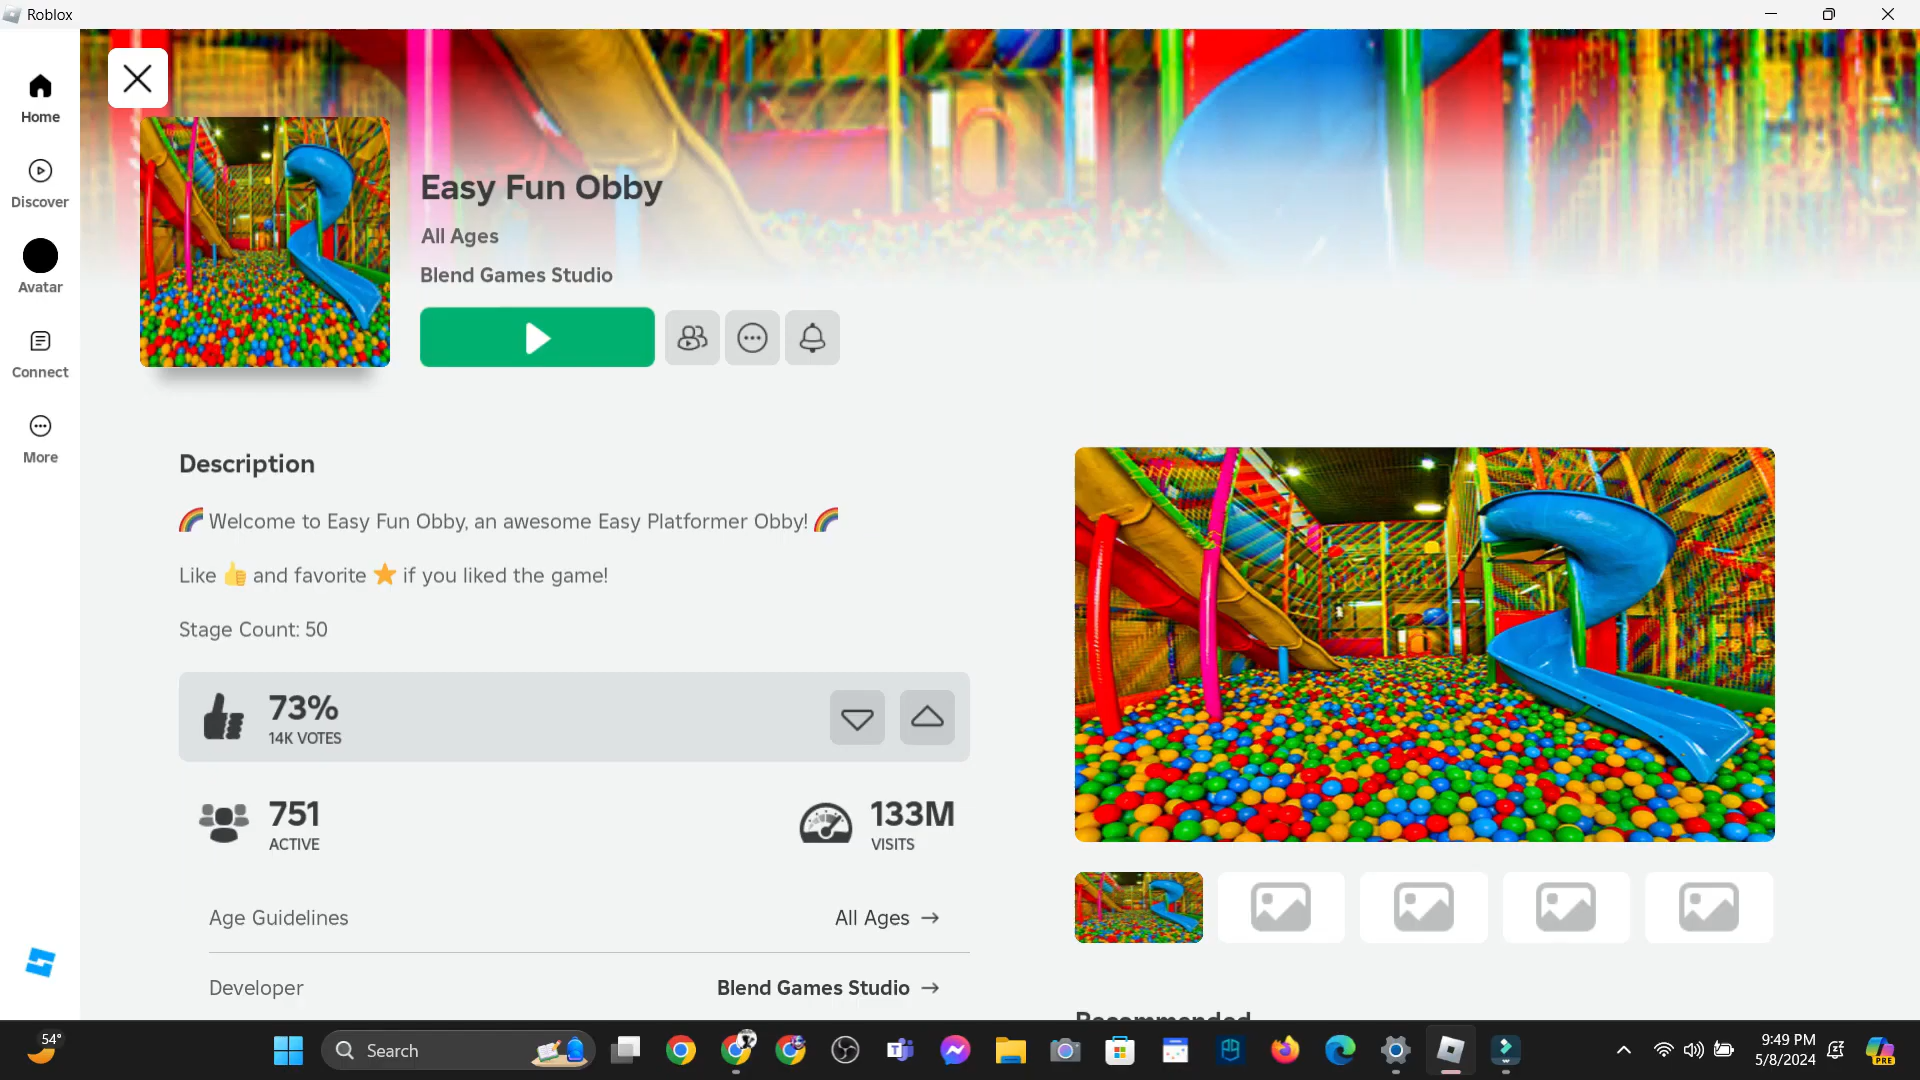 Roblox
Home
Discover
Avatar
Connect
More
Easy Fun Obby
All Ages
Blend Games Studio
Description
🌈 Welcome to Easy Fun Obby, an awesome Easy Platformer Obby! 🌈
Like 👍 and favorite ⭐ if you liked the game!
Stage Count: 50
73%
14K VOTES
751
ACTIVE
133M
VISITS
Age Guidelines
All Ages →
Developer
Blend Games Studio →
Recommended
54°
Search
9:49 PM
5/8/2024
PRE